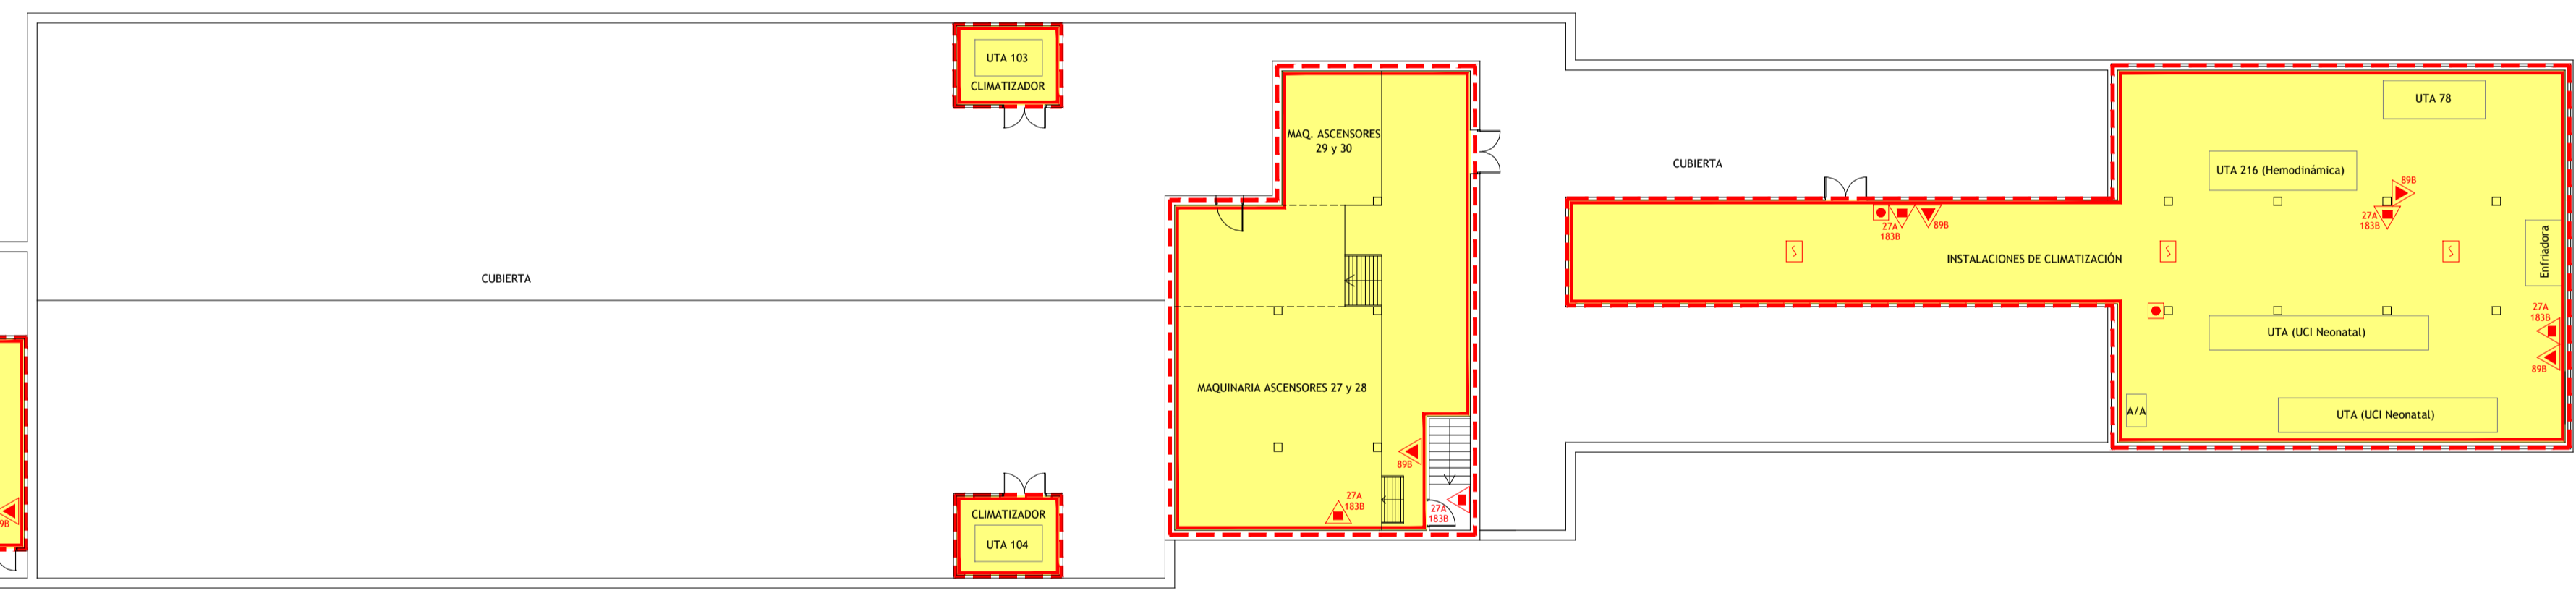 UTA 103
CLIMATIZADOR
CUBIERTA
CLIMATIZADOR
UTA 104
MAQ. ASCENSORES
29 y 30
MAQUINARIA ASCENSORES 27 y 28
89B
27A
183B
27A
183B
CUBIERTA
27A
183B
89B
INSTALACIONES DE CLIMATIZACIÓN
UTA 78
UTA 216 (Hemodinámica)
89B
27A
183B
Enfriadora
27A
183B
89B
UTA (UCI Neonatal)
A/A
UTA (UCI Neonatal)
9B